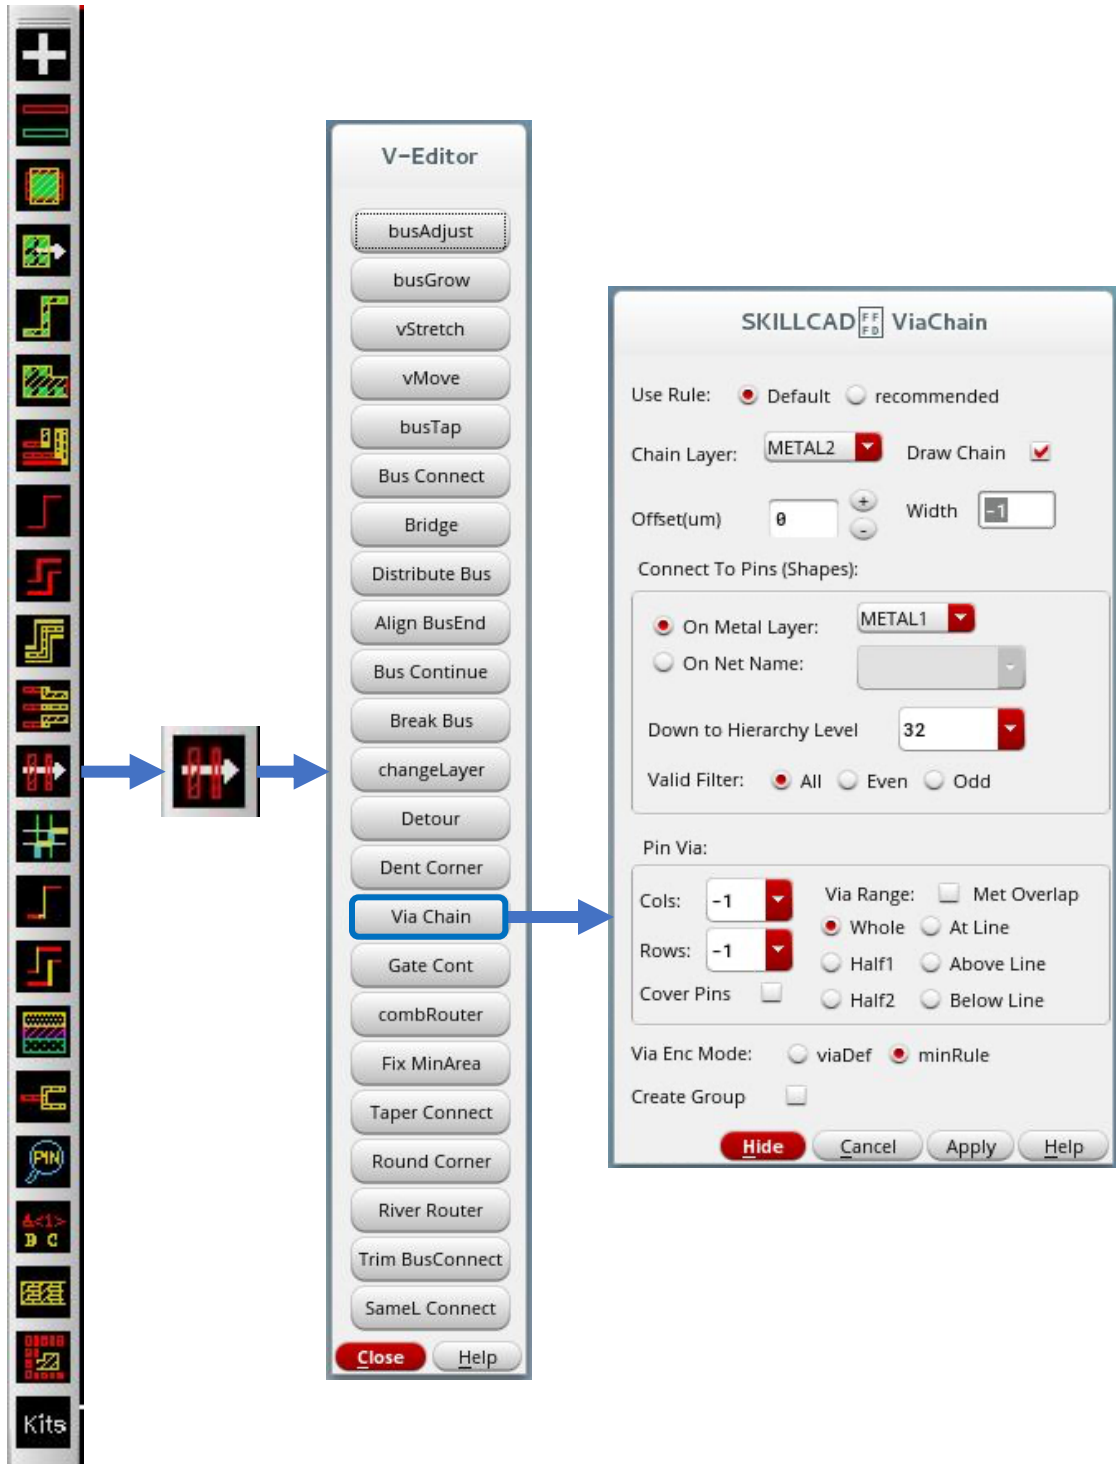 PIN
A<1>
B C
Kits
V-Editor
busAdjust
busGrow
vStretch
vMove
busTap
Bus Connect
Bridge
Distribute Bus
Align BusEnd
Bus Continue
Break Bus
changeLayer
Detour
Dent Corner
Via Chain
Gate Cont
combRouter
Fix MinArea
Taper Connect
Round Corner
River Router
Trim BusConnect
SameL Connect
Close Help
SKILLCAD ViaChain
Use Rule: Default recommended
Chain Layer: METAL2 Draw Chain
Offset(um) 0 + - Width -1
Connect To Pins (Shapes):
On Metal Layer: METAL1
On Net Name:
Down to Hierarchy Level 32
Valid Filter: All Even Odd
Pin Via:
Cols: -1 Via Range: Met Overlap
Whole At Line
Rows: -1 Half1 Above Line
Cover Pins Half2 Below Line
Via Enc Mode: viaDef minRule
Create Group
Hide Cancel Apply Help